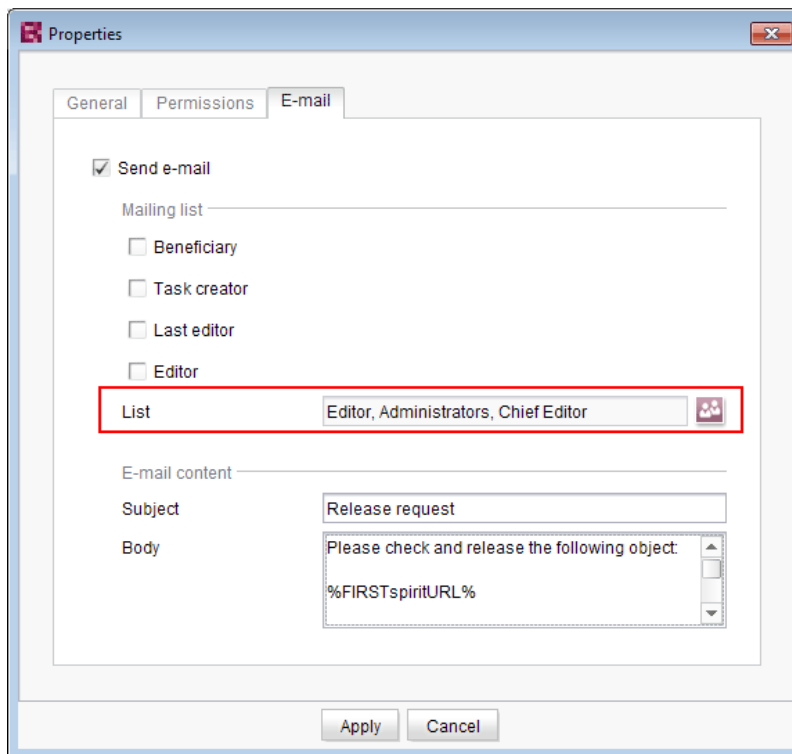 Properties
General Permissions E-mail
Send e-mail
Mailing list
Beneficiary
Task creator
Last editor
Editor
List Editor, Administrators, Chief Editor
E-mail content
Subject Release request
Body Please check and release the following object:
%FIRSTspiritURL%
Apply Cancel